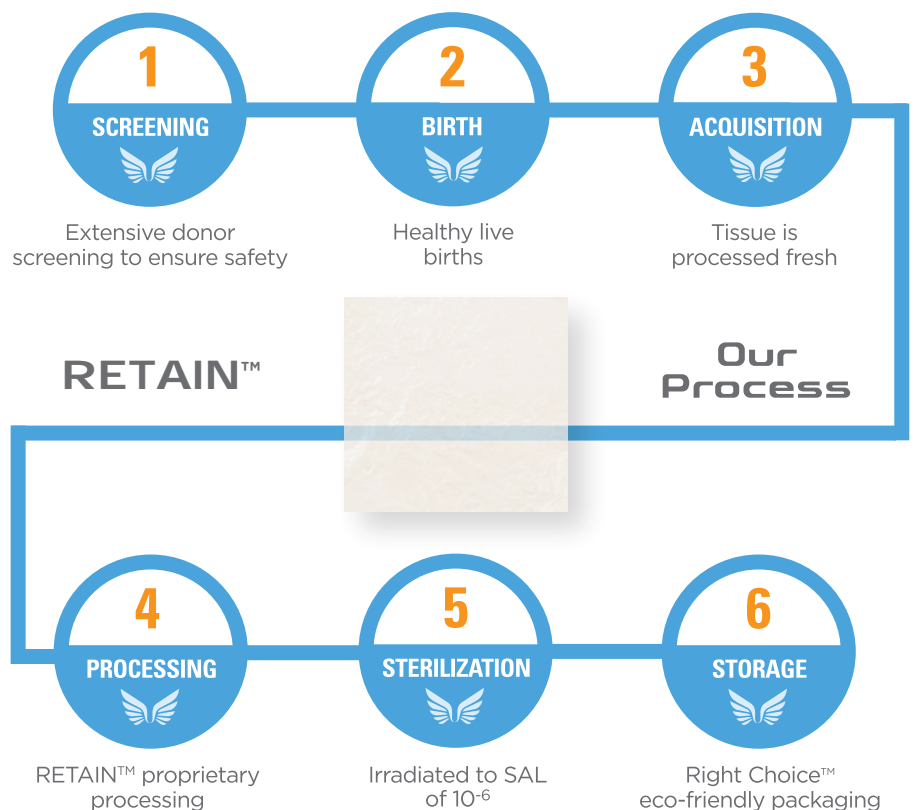 1
SCREENING
Extensive donor
screening to ensure safety
2
BIRTH
Healthy live
births
3
ACQUISITION
Tissue is
processed fresh
RETAIN™
Our
Process
4
PROCESSING
RETAIN™ proprietary
processing
5
STERILIZATION
Irradiated to SAL
of 10⁻⁶
6
STORAGE
Right Choice™
eco-friendly packaging